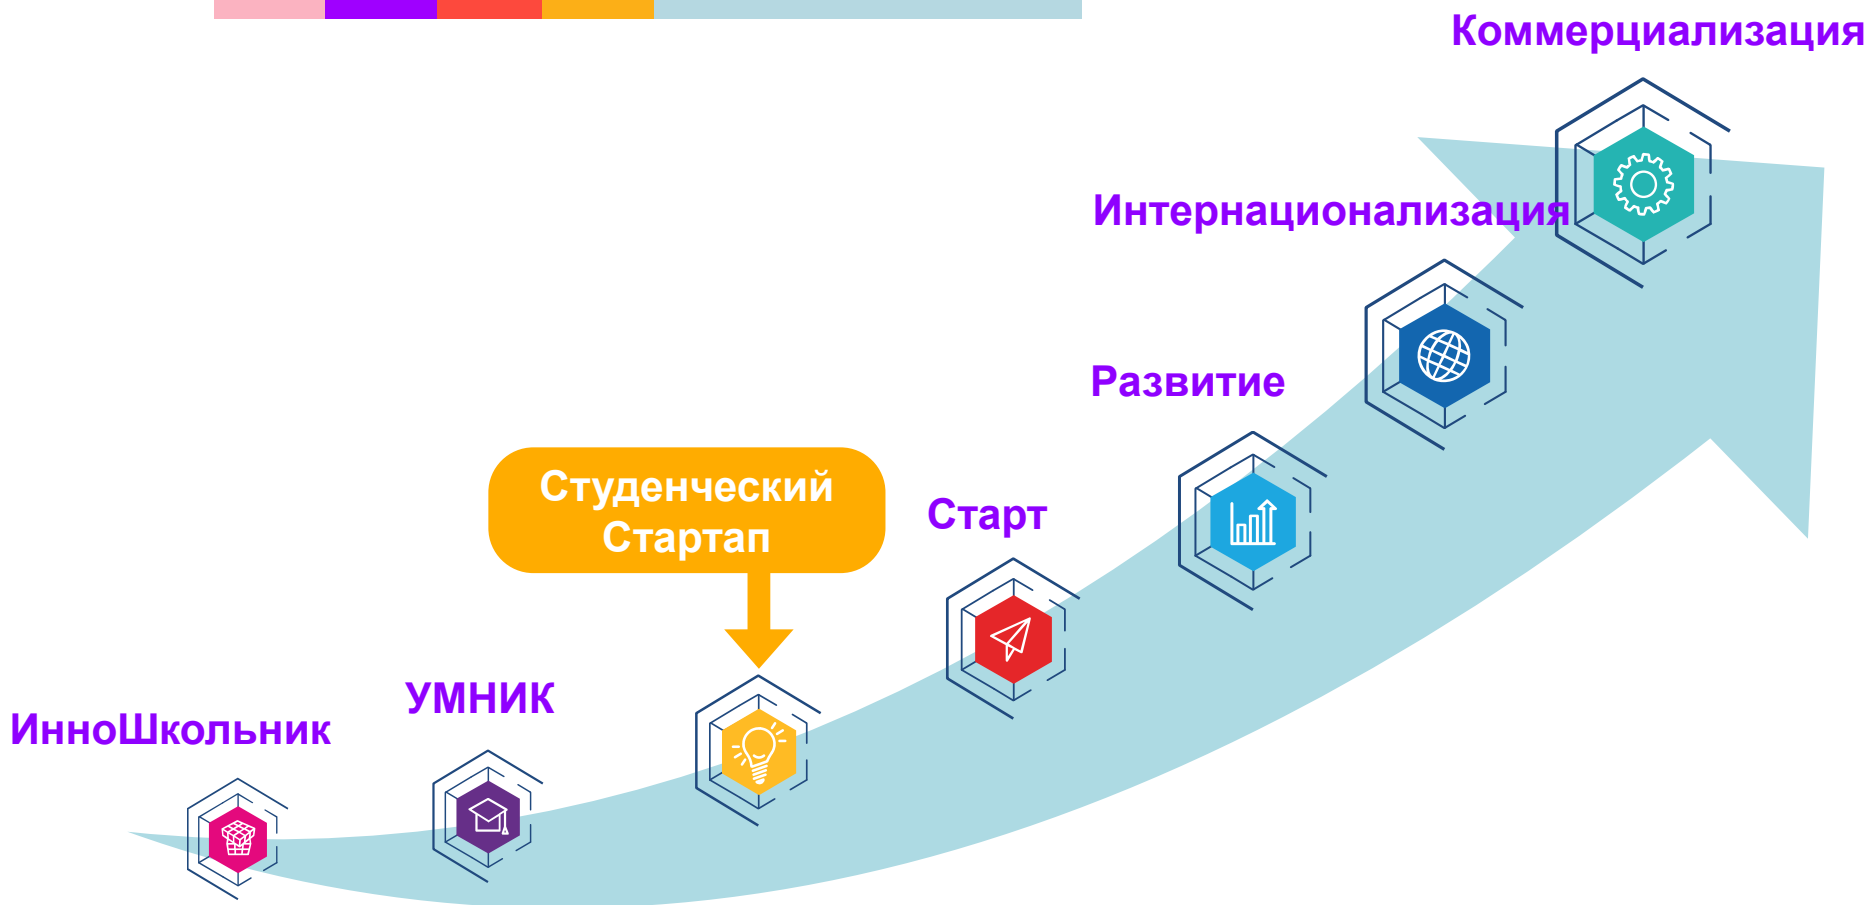 Коммерциализация
Интернационализация
Развитие
Студенческий
Стартап
Старт
УМНИК
ИнноШкольник